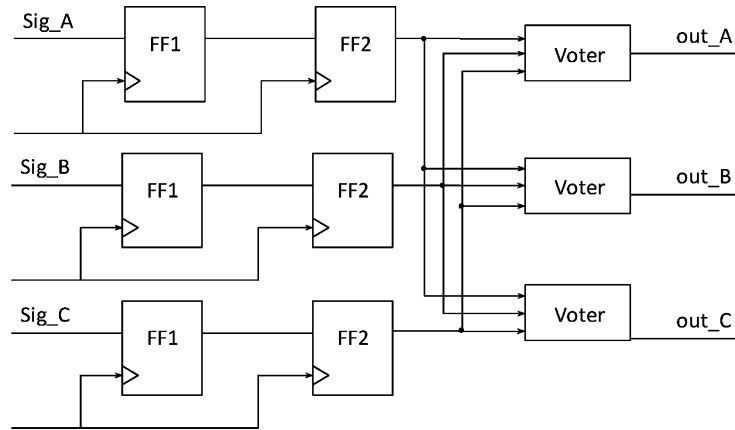 Sig_A
FF1
FF2
Voter
out_A
Sig_B
FF1
FF2
Voter
out_B
Sig_C
FF1
FF2
Voter
out_C